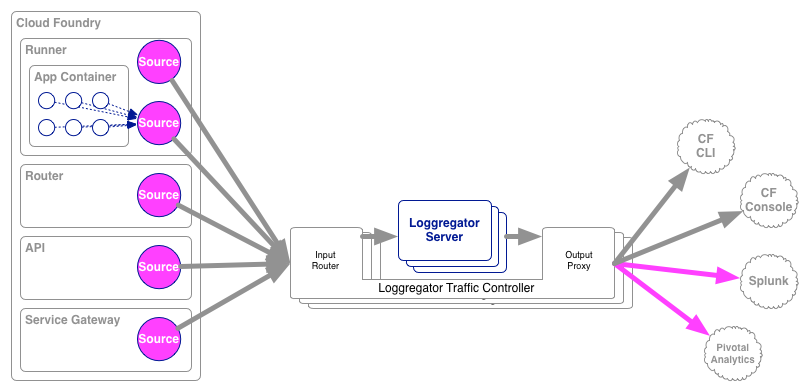 Cloud Foundry
Runner
Source
App Container
Source
Router
Source
API
Source
Service Gateway
Source
Input
Router
Loggregator
Server
Output
Proxy
Loggregator Traffic Controller
CF
CLI
CF
Console
Splunk
Pivotal
Analytics